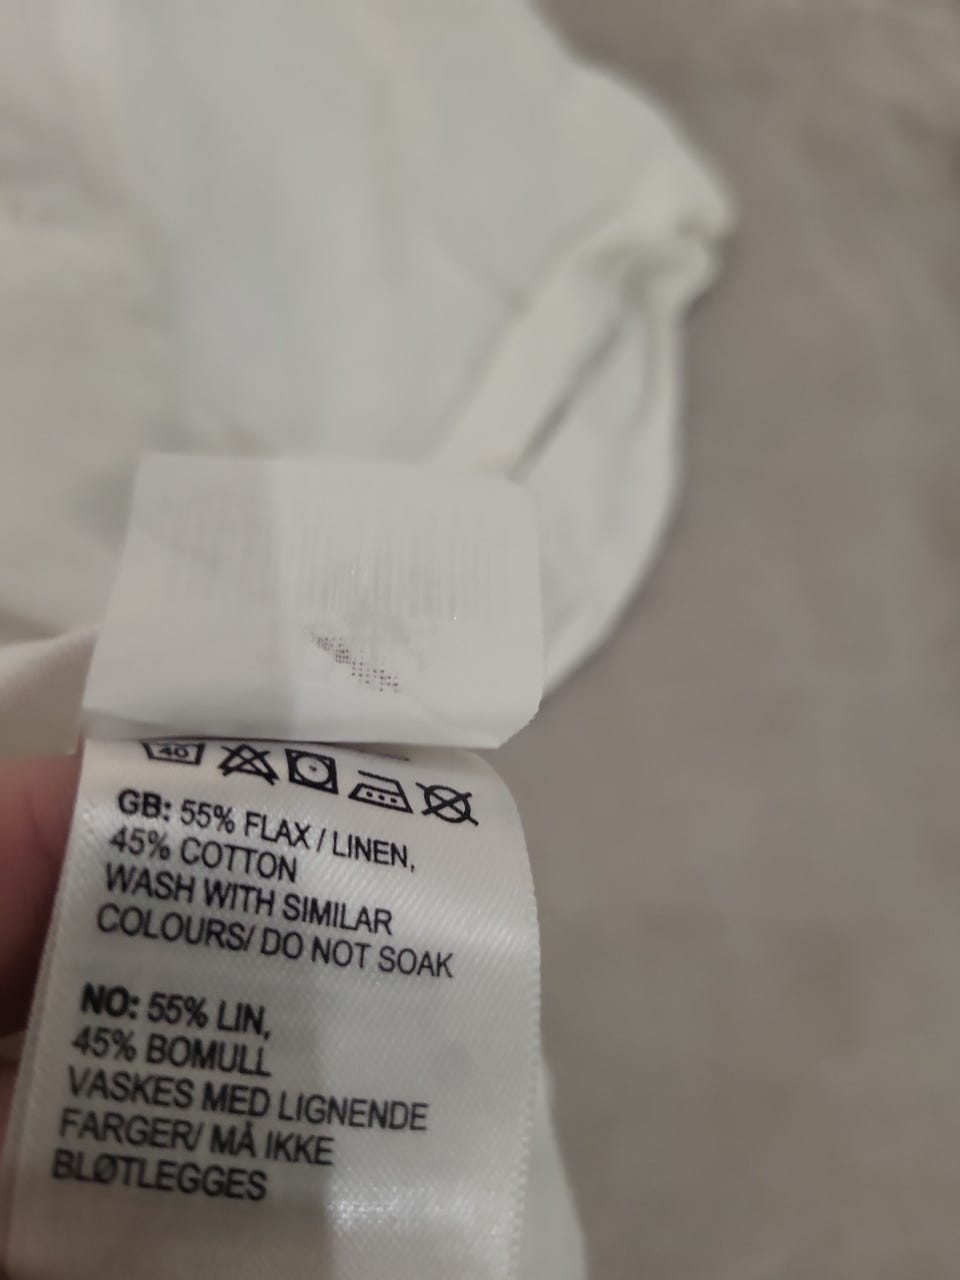 40
GB: 55% FLAX / LINEN,
45% COTTON
WASH WITH SIMILAR
COLOURS/ DO NOT SOAK
NO: 55% LIN,
45% BOMULL
VASKES MED LIGNENDE
FARGER/ MÅ IKKE
BLØTLEGGES